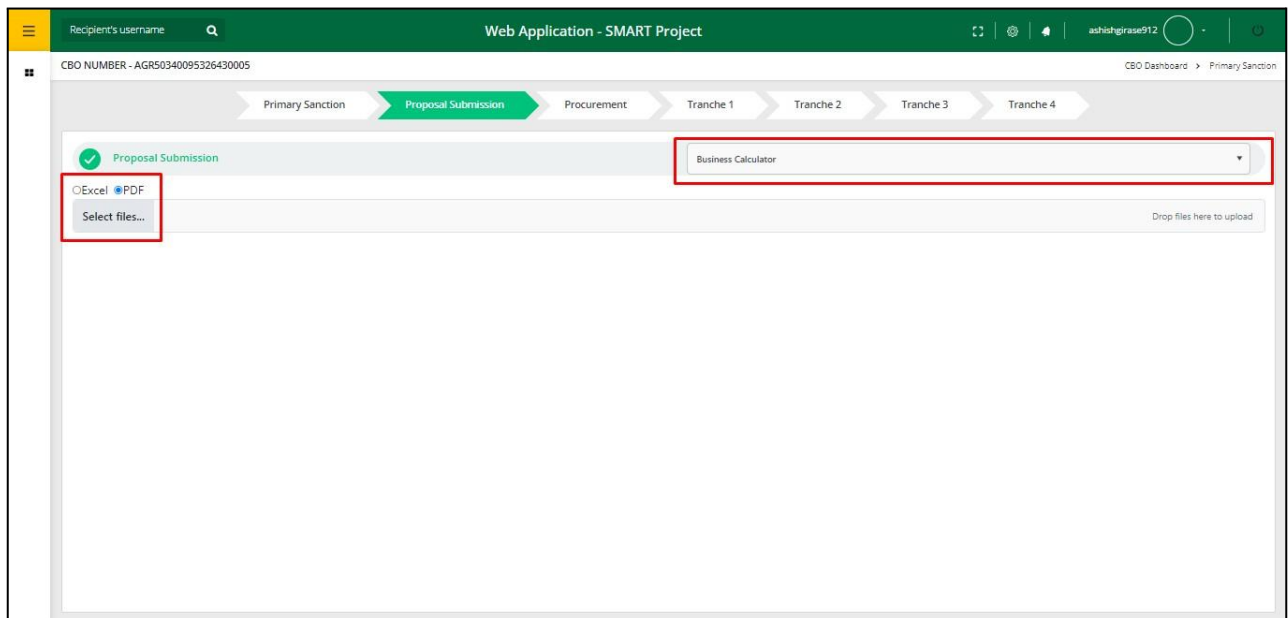 Recipient's username
Web Application - SMART Project
ashishgirase912
CBO NUMBER - AGR50340095326430005
CBO Dashboard > Primary Sanction
Primary Sanction Proposal Submission Procurement Tranche 1 Tranche 2 Tranche 3 Tranche 4
Proposal Submission
Business Calculator
Excel PDF
Select files...
Drop files here to upload